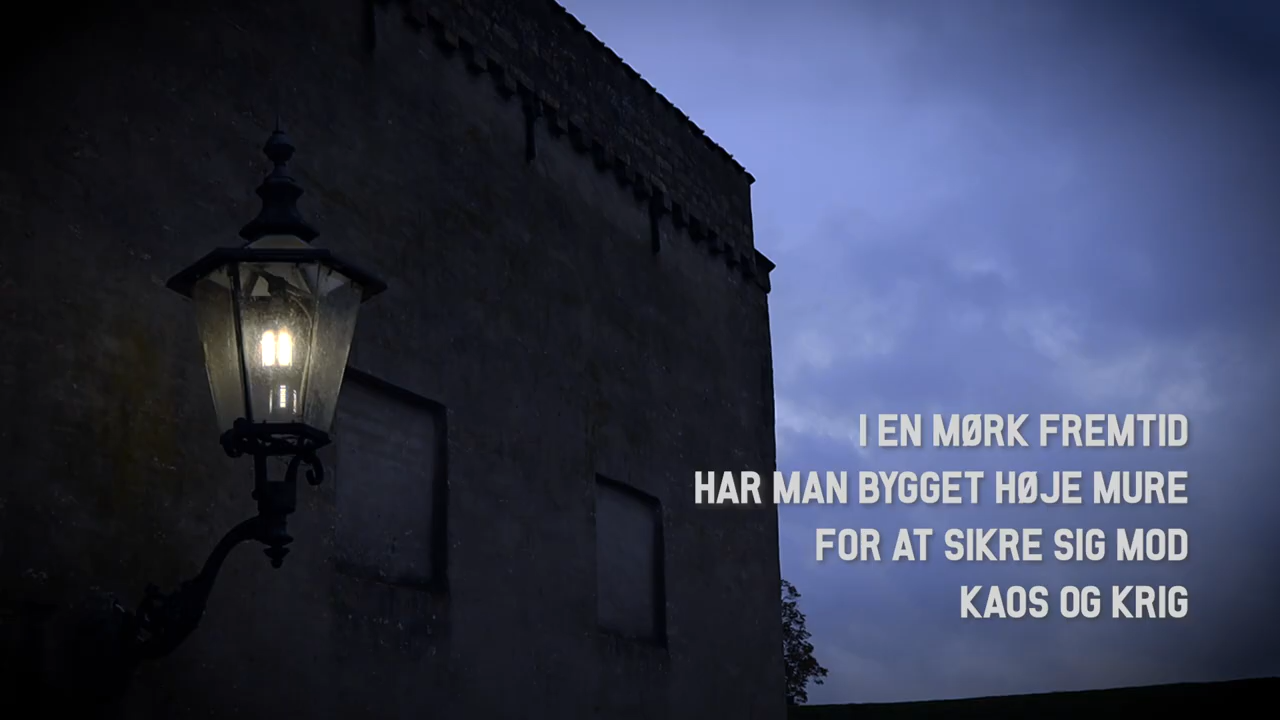 I EN MØRK FREMTID
HAR MAN BYGGET HØJE MURE
FOR AT SIKRE SIG MOD
KAOS OG KRIG